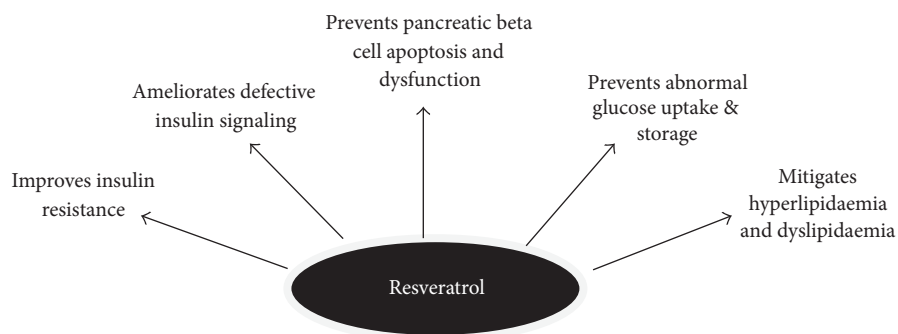 Prevents pancreatic beta
cell apoptosis and
dysfunction
Ameliorates defective
insulin signaling
Prevents abnormal
glucose uptake &
storage
Improves insulin
resistance
Mitigates
hyperlipidaemia
and dyslipidaemia
Resveratrol